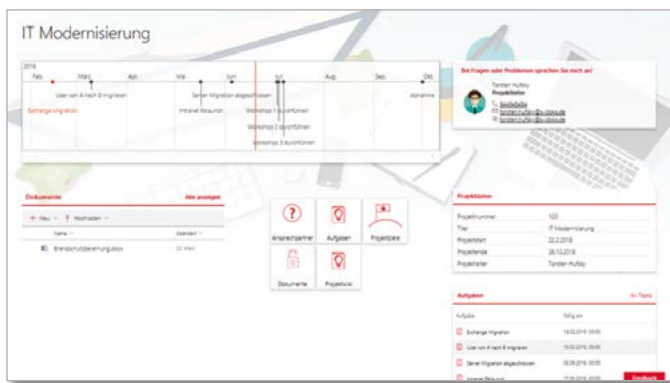 IT Modernisierung
2018
Feb. März Apr. Mai Juni Juli Aug. Sep. Okt.
User von A nach B migrieren
Server Migration abgeschlossen
Abnahme
Exchange Migration
Intranet Relaunch
Workshop 1 durchführen
Workshop 2 durchführen
Workshop 3 durchführen
Bei Fragen oder Problemen sprechen Sie mich an!
Torsten Hufsky
Projektleiter
Dokumente Alle anzeigen
+ Neu Hochladen
Name Geändert
Brandschutzbelehrung.docx
Ansprechpartner Aufgaben Projektziele
Dokumente Projektwiki
Projektdaten
Projektnummer 123
Titel IT Modernisierung
Projektstart 22.2.2018
Projektende 26.10.2018
Projektleiter Torsten Hufsky
Aufgaben
Aufgabe Fällig am
Exchange Migration
User von A nach B migrieren
Server Migration abgeschlossen
Intranet Relaunch
Feedback